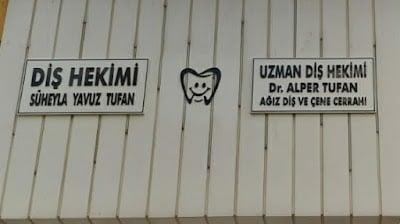 DİŞ HEKİMİ
SÜHEYLA YAVUZ TUFAN
UZMAN DİŞ HEKİMİ
Dr. ALPER TUFAN
AĞIZ DİŞ VE ÇENE CERRAHI